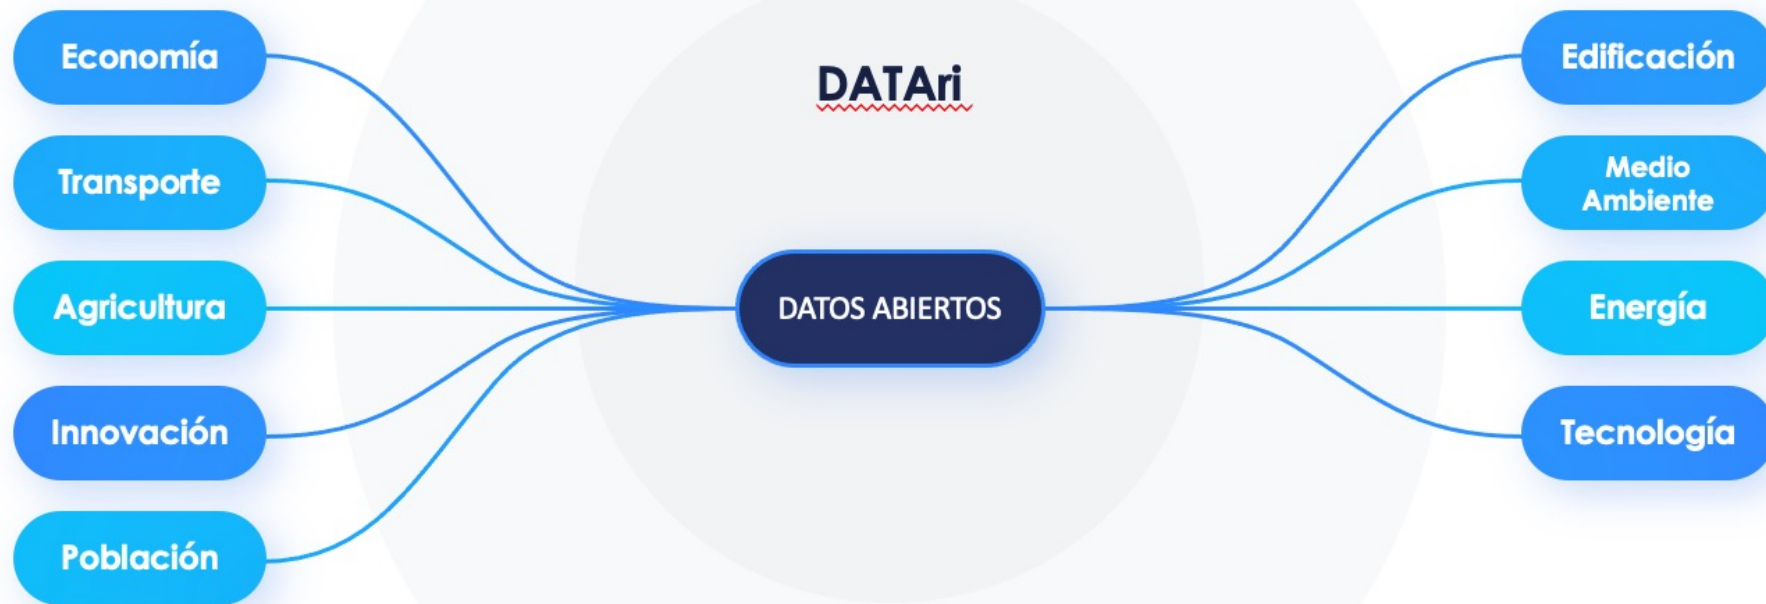 DATAri
Economía
Transporte
Agricultura
Innovación
Población
DATOS ABIERTOS
Edificación
Medio
Ambiente
Energía
Tecnología